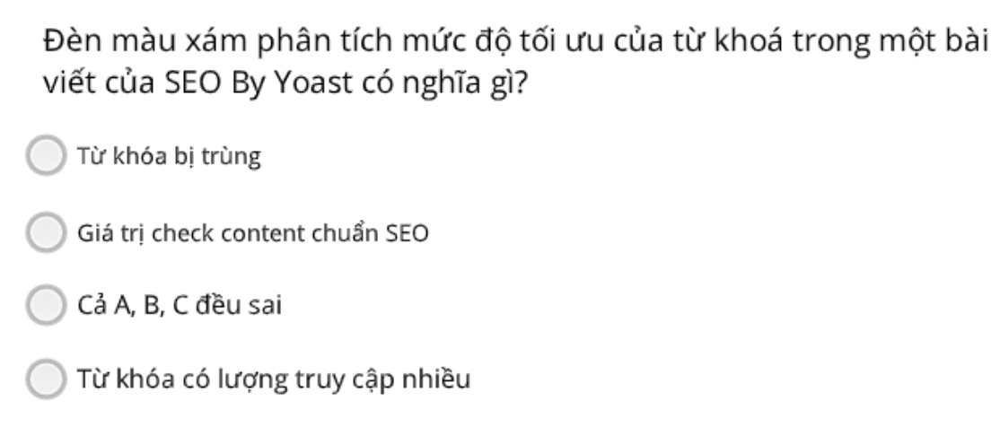 Đèn màu xám phân tích mức độ tối ưu của từ khoá trong một bài
viết của SEO By Yoast có nghĩa gì?
Từ khóa bị trùng
Giá trị check content chuẩn SEO
Cả A, B, C đều sai
Từ khóa có lượng truy cập nhiều